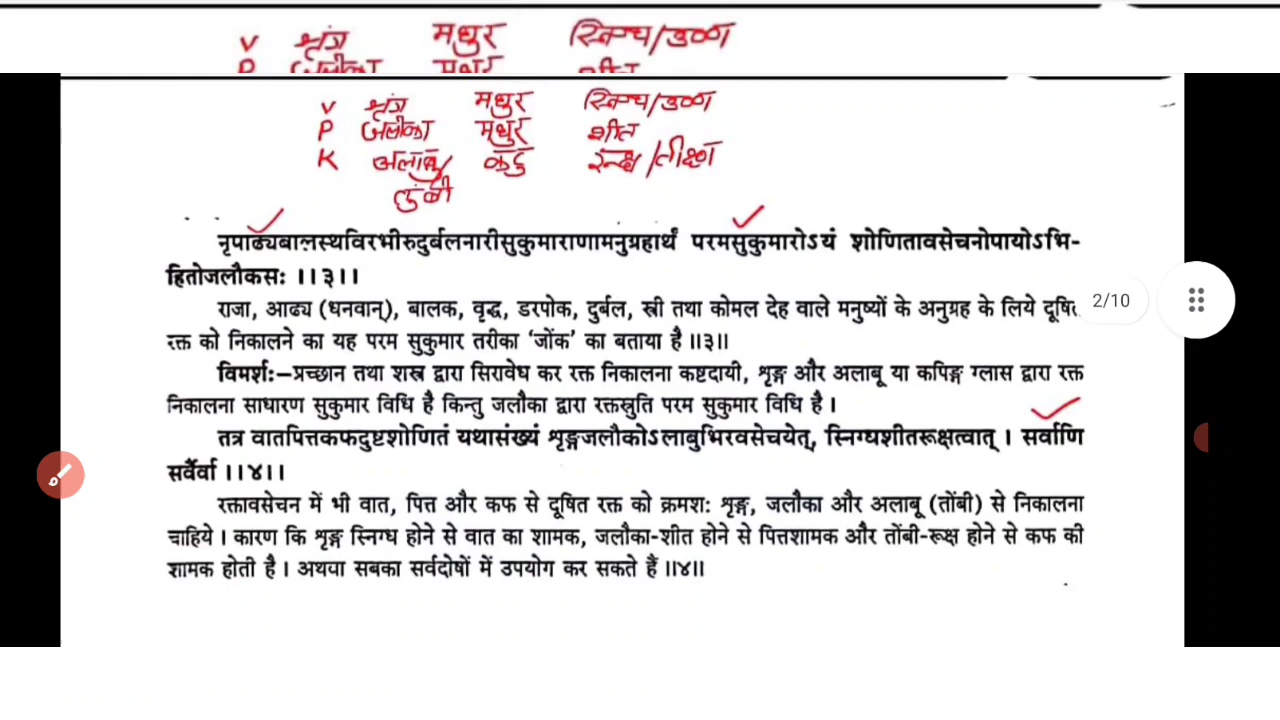 V श्रृंग मधुर स्निग्ध/उष्ण
P जलौका मधुर शीत
V श्रृंग मधुर स्निग्ध/उष्ण
P जलौका मधुर शीत
K अलाबु कटु रुक्ष/तीक्ष्ण
तुंबी
नृपाढ्यबालस्थविरभीरुदुर्बलनारीसुकुमाराणामनुग्रहार्थं परमसुकुमारोऽयं शोणितावसेचनोपायोऽभि-
हितोजलौकसः ।।३।।
राजा, आढ्य (धनवान्), बालक, वृद्ध, डरपोक, दुर्बल, स्त्री तथा कोमल देह वाले मनुष्यों के अनुग्रह के लिये दूषित
रक्त को निकालने का यह परम सुकुमार तरीका 'जोंक' का बताया है ।।३।।
2/10
विमर्शः–प्रच्छान तथा शस्त्र द्वारा सिरावेध कर रक्त निकालना कष्टदायी, शृङ्ग और अलाबू या कपिङ्ग ग्लास द्वारा रक्त
निकालना साधारण सुकुमार विधि है किन्तु जलौका द्वारा रक्तस्रुति परम सुकुमार विधि है ।
तत्र वातपित्तकफदुष्टशोणितं यथासंख्यं शृङ्गजलौकोऽलाबुभिरवसेचयेत्, स्निग्धशीतरूक्षत्वात् । सर्वाणि
सर्वैर्वा ।।४।।
रक्तावसेचन में भी वात, पित्त और कफ से दूषित रक्त को क्रमशः शृङ्ग, जलौका और अलाबू (तोंबी) से निकालना
चाहिये । कारण कि शृङ्ग स्निग्ध होने से वात का शामक, जलौका-शीत होने से पित्तशामक और तोंबी-रूक्ष होने से कफ की
शामक होती है । अथवा सबका सर्वदोषों में उपयोग कर सकते हैं ।।४।।